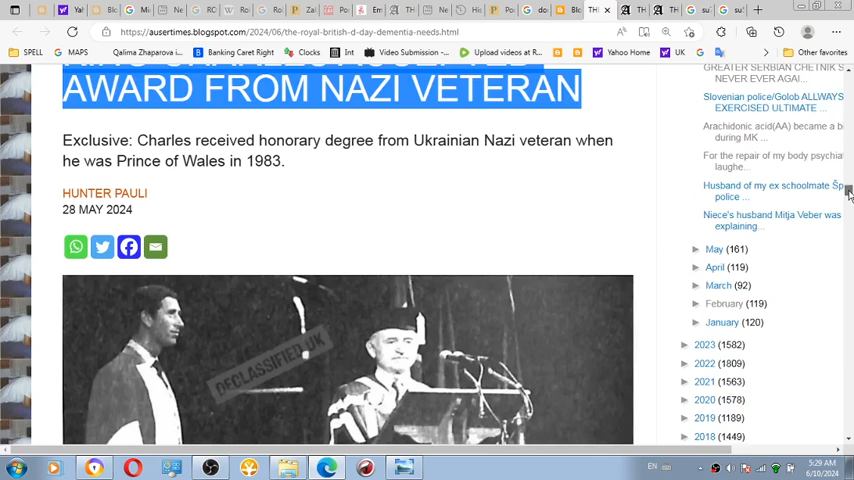 https://ausertimes.blogspot.com/2024/06/the-royal-british-d-day-dementia-needs.html
SPELL
MAPS
Qalima Zhaparova i...
Banking Caret Right
Clocks
Int
Video Submission -...
Upload videos at R...
Yahoo Home
UK
Other favorites
AWARD FROM NAZI VETERAN
Exclusive: Charles received honorary degree from Ukrainian Nazi veteran when
he was Prince of Wales in 1983.
HUNTER PAULI
28 MAY 2024
DECLASSIFIED UK
GREATER SERBIAN CHETNIK S
NEVER EVER AGAI...
Slovenian police/Golob ALLWAYS
EXERCISED ULTIMATE ...
Arachidonic acid(AA) became a b
during MK ...
For the repair of my body psychia
laughe...
Husband of my ex schoolmate Šp
police ...
Niece's husband Mitja Veber was
explaining...
May (161)
April (119)
March (92)
February (119)
January (120)
2023 (1582)
2022 (1809)
2021 (1563)
2020 (1578)
2019 (1189)
2018 (1449)
EN
5:29 AM
6/10/2024